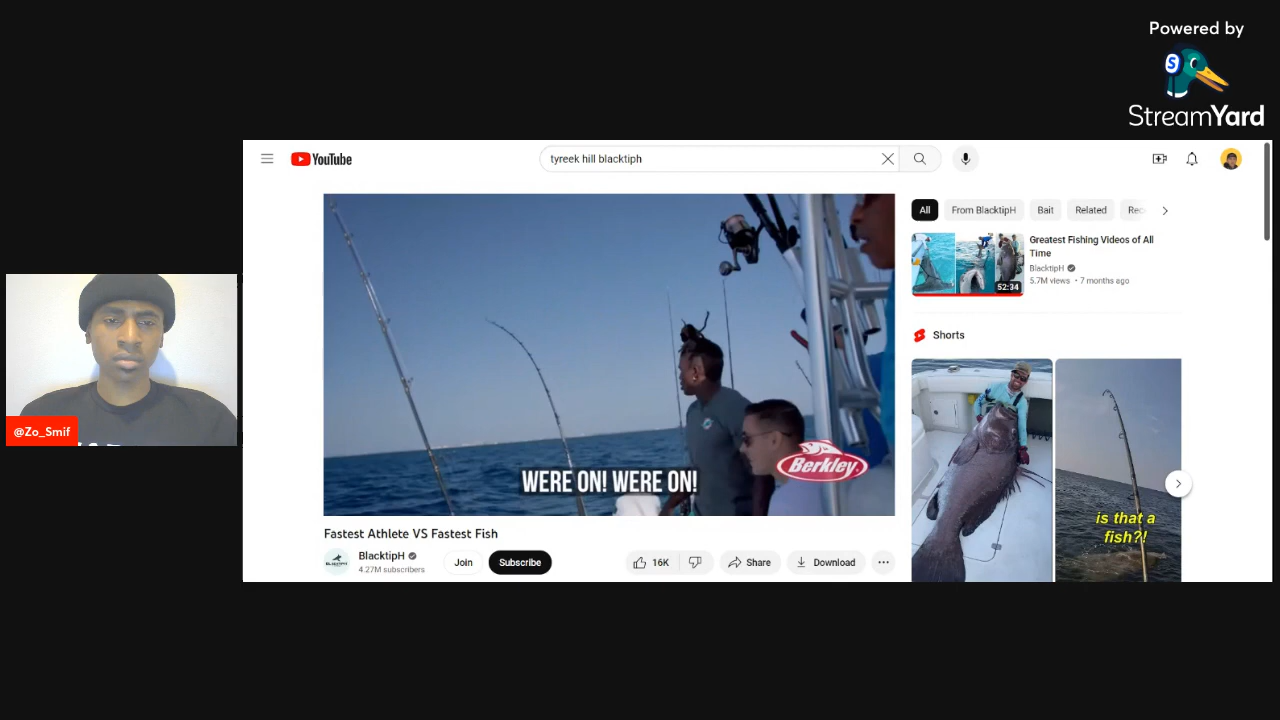 Powered by
StreamYard
YouTube
tyreek hill blacktiph
All
From BlacktipH
Bait
Related
Greatest Fishing Videos of All
Time
BlacktipH
5.7M views • 7 months ago
52:34
Shorts
Berkley
WERE ON! WERE ON!
@Zo_Smif
is that a
fish?!
Fastest Athlete VS Fastest Fish
BlacktipH
4.27M subscribers
Join
Subscribe
16K
Share
Download